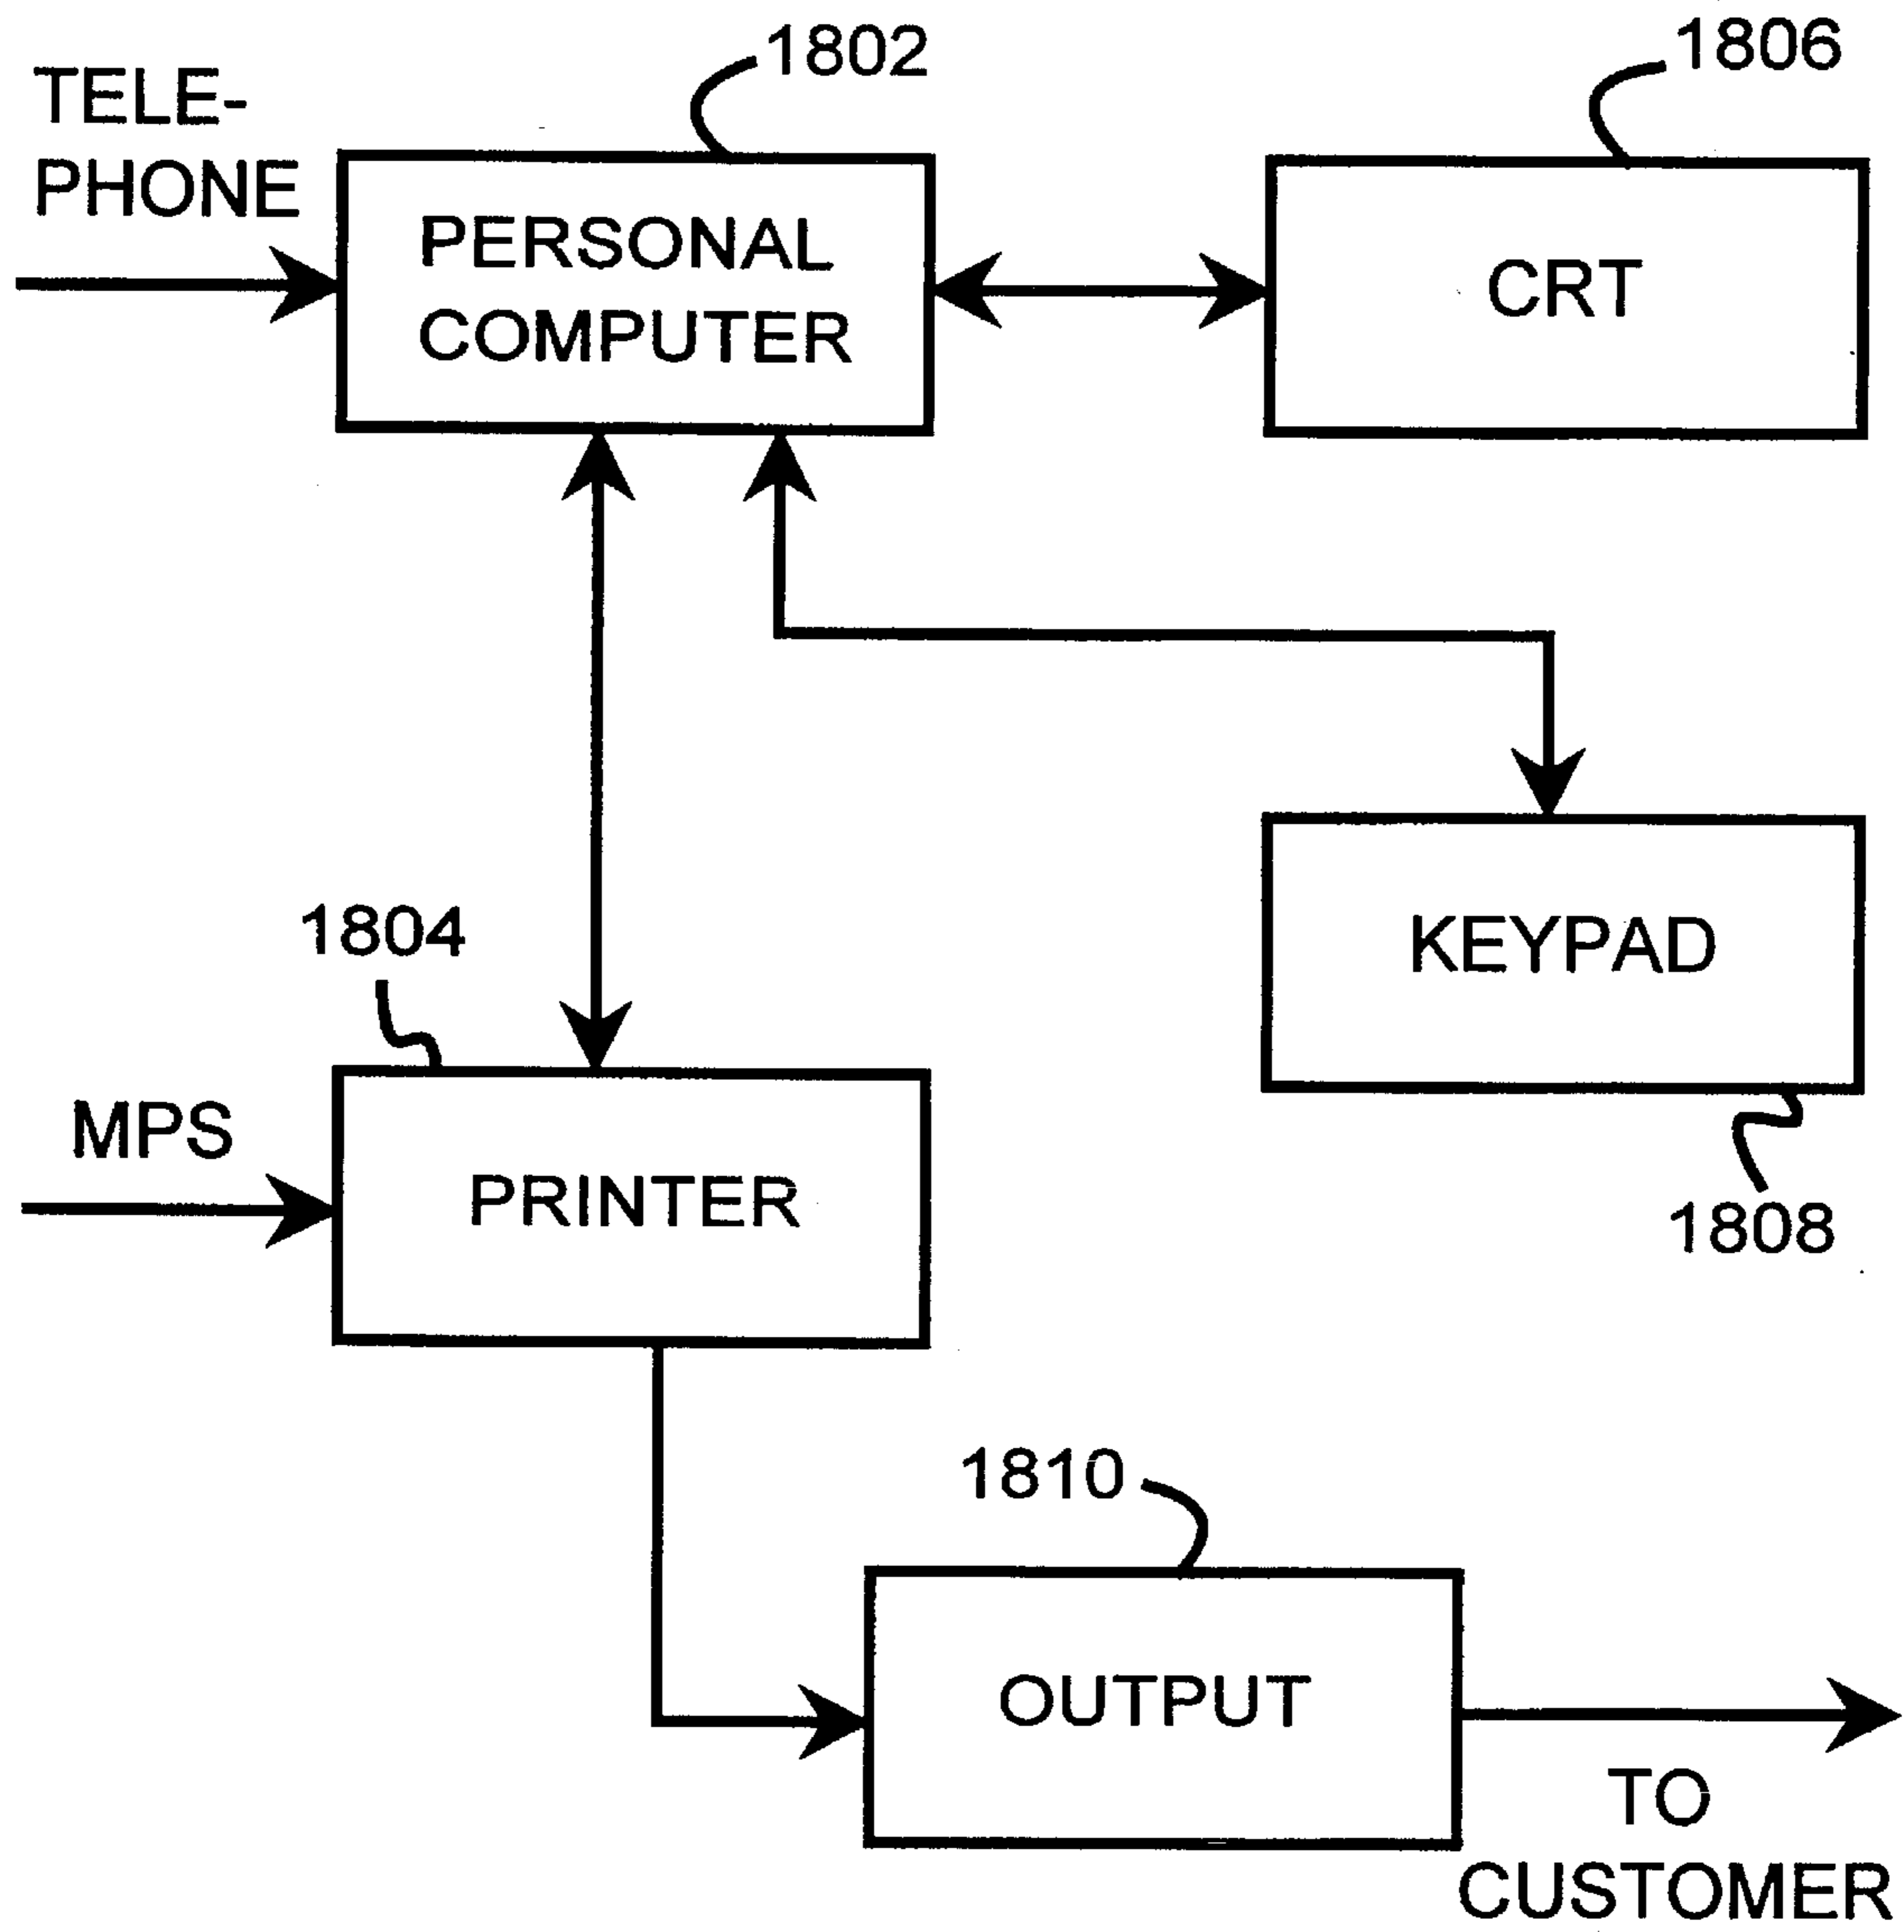 1802
1806
TELE-
PHONE
PERSONAL
COMPUTER
CRT
1804
KEYPAD
MPS
PRINTER
1808
1810
OUTPUT
TO
CUSTOMER